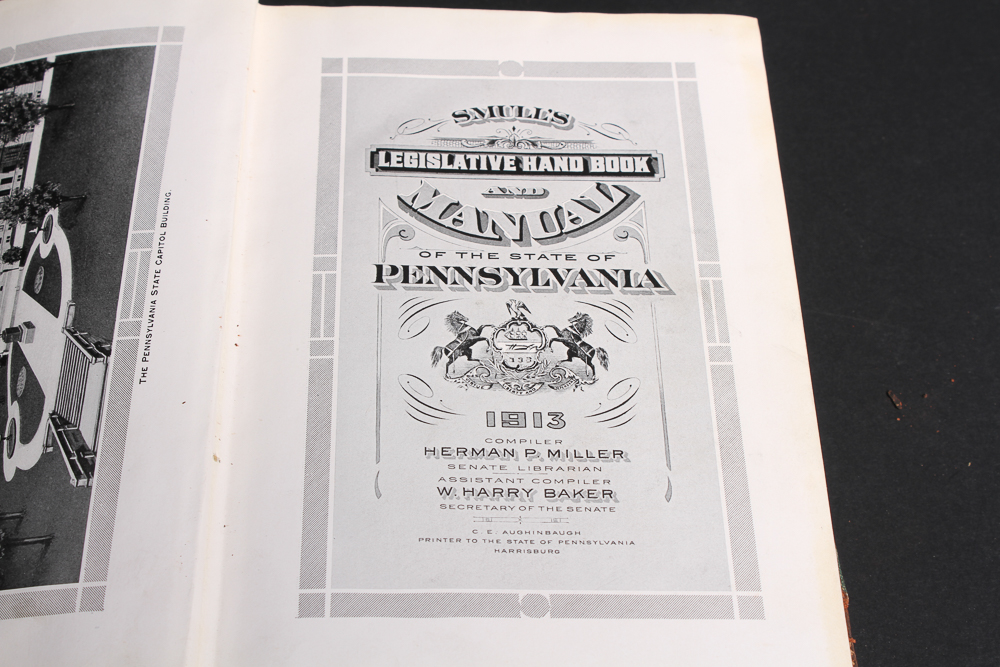 THE PENNSYLVANIA STATE CAPITOL BUILDING.
SMULL'S
LEGISLATIVE HAND BOOK
AND
MANUAL
OF THE STATE OF
PENNSYLVANIA
1913
COMPILER
HERMAN P. MILLER
SENATE LIBRARIAN
ASSISTANT COMPILER
W. HARRY BAKER
SECRETARY OF THE SENATE
C. E. AUGHINBAUGH
PRINTER TO THE STATE OF PENNSYLVANIA
HARRISBURG